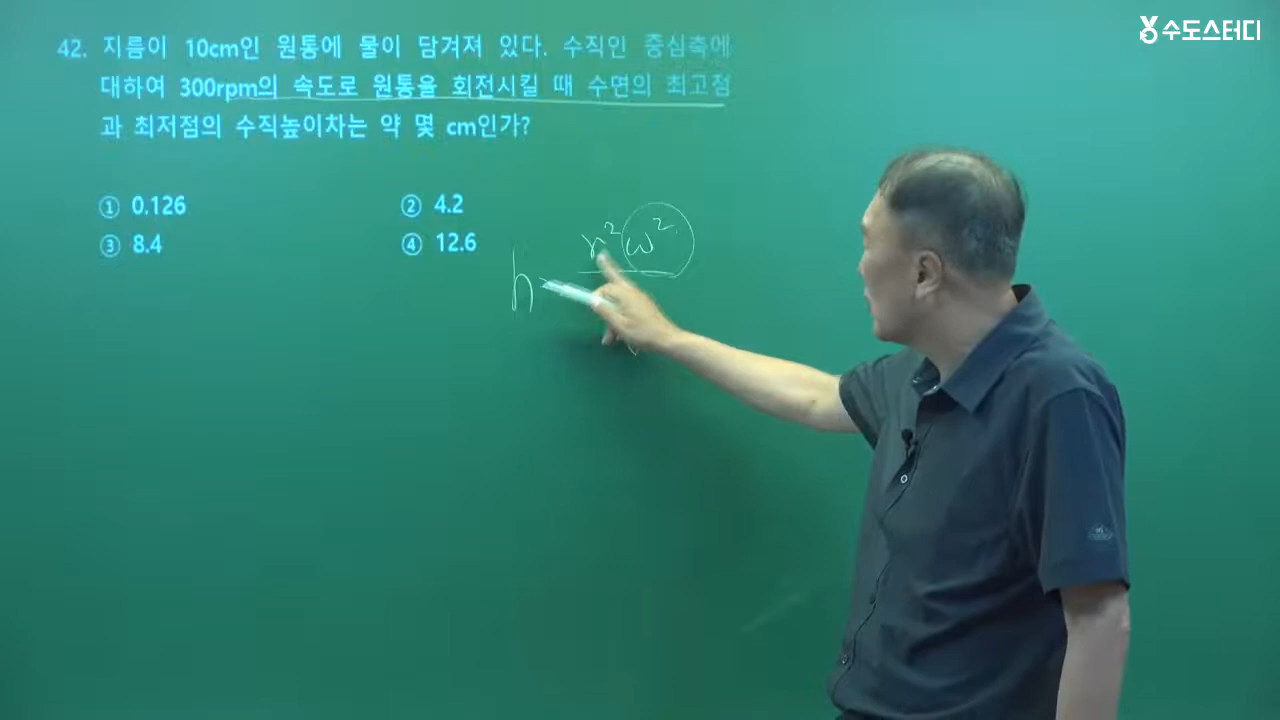 수도스터디
42. 지름이 10cm인 원통에 물이 담겨져 있다. 수직인 중심축에
대하여 300rpm의 속도로 원통을 회전시킬 때 수면의 최고점
과 최저점의 수직높이차는 약 몇 cm인가?
① 0.126
② 4.2
③ 8.4
④ 12.6
r² ω²
h